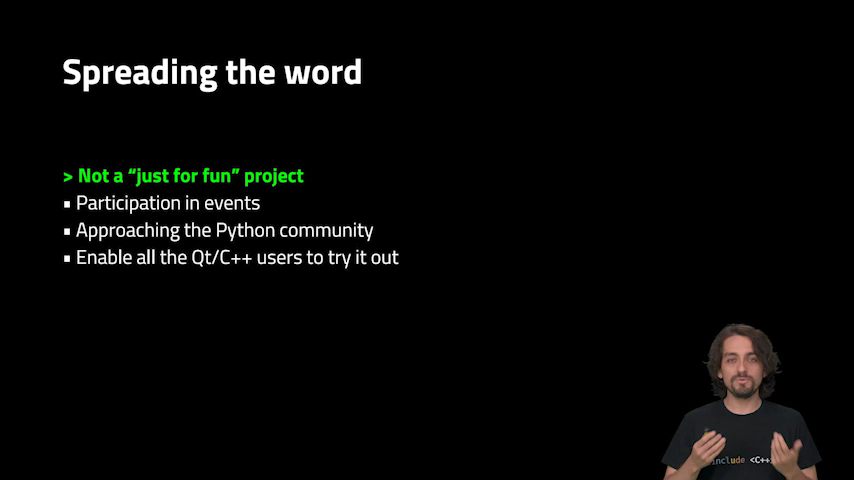 Spreading the word
> Not a “just for fun” project
▪ Participation in events
▪ Approaching the Python community
▪ Enable all the Qt/C++ users to try it out
include <C++>